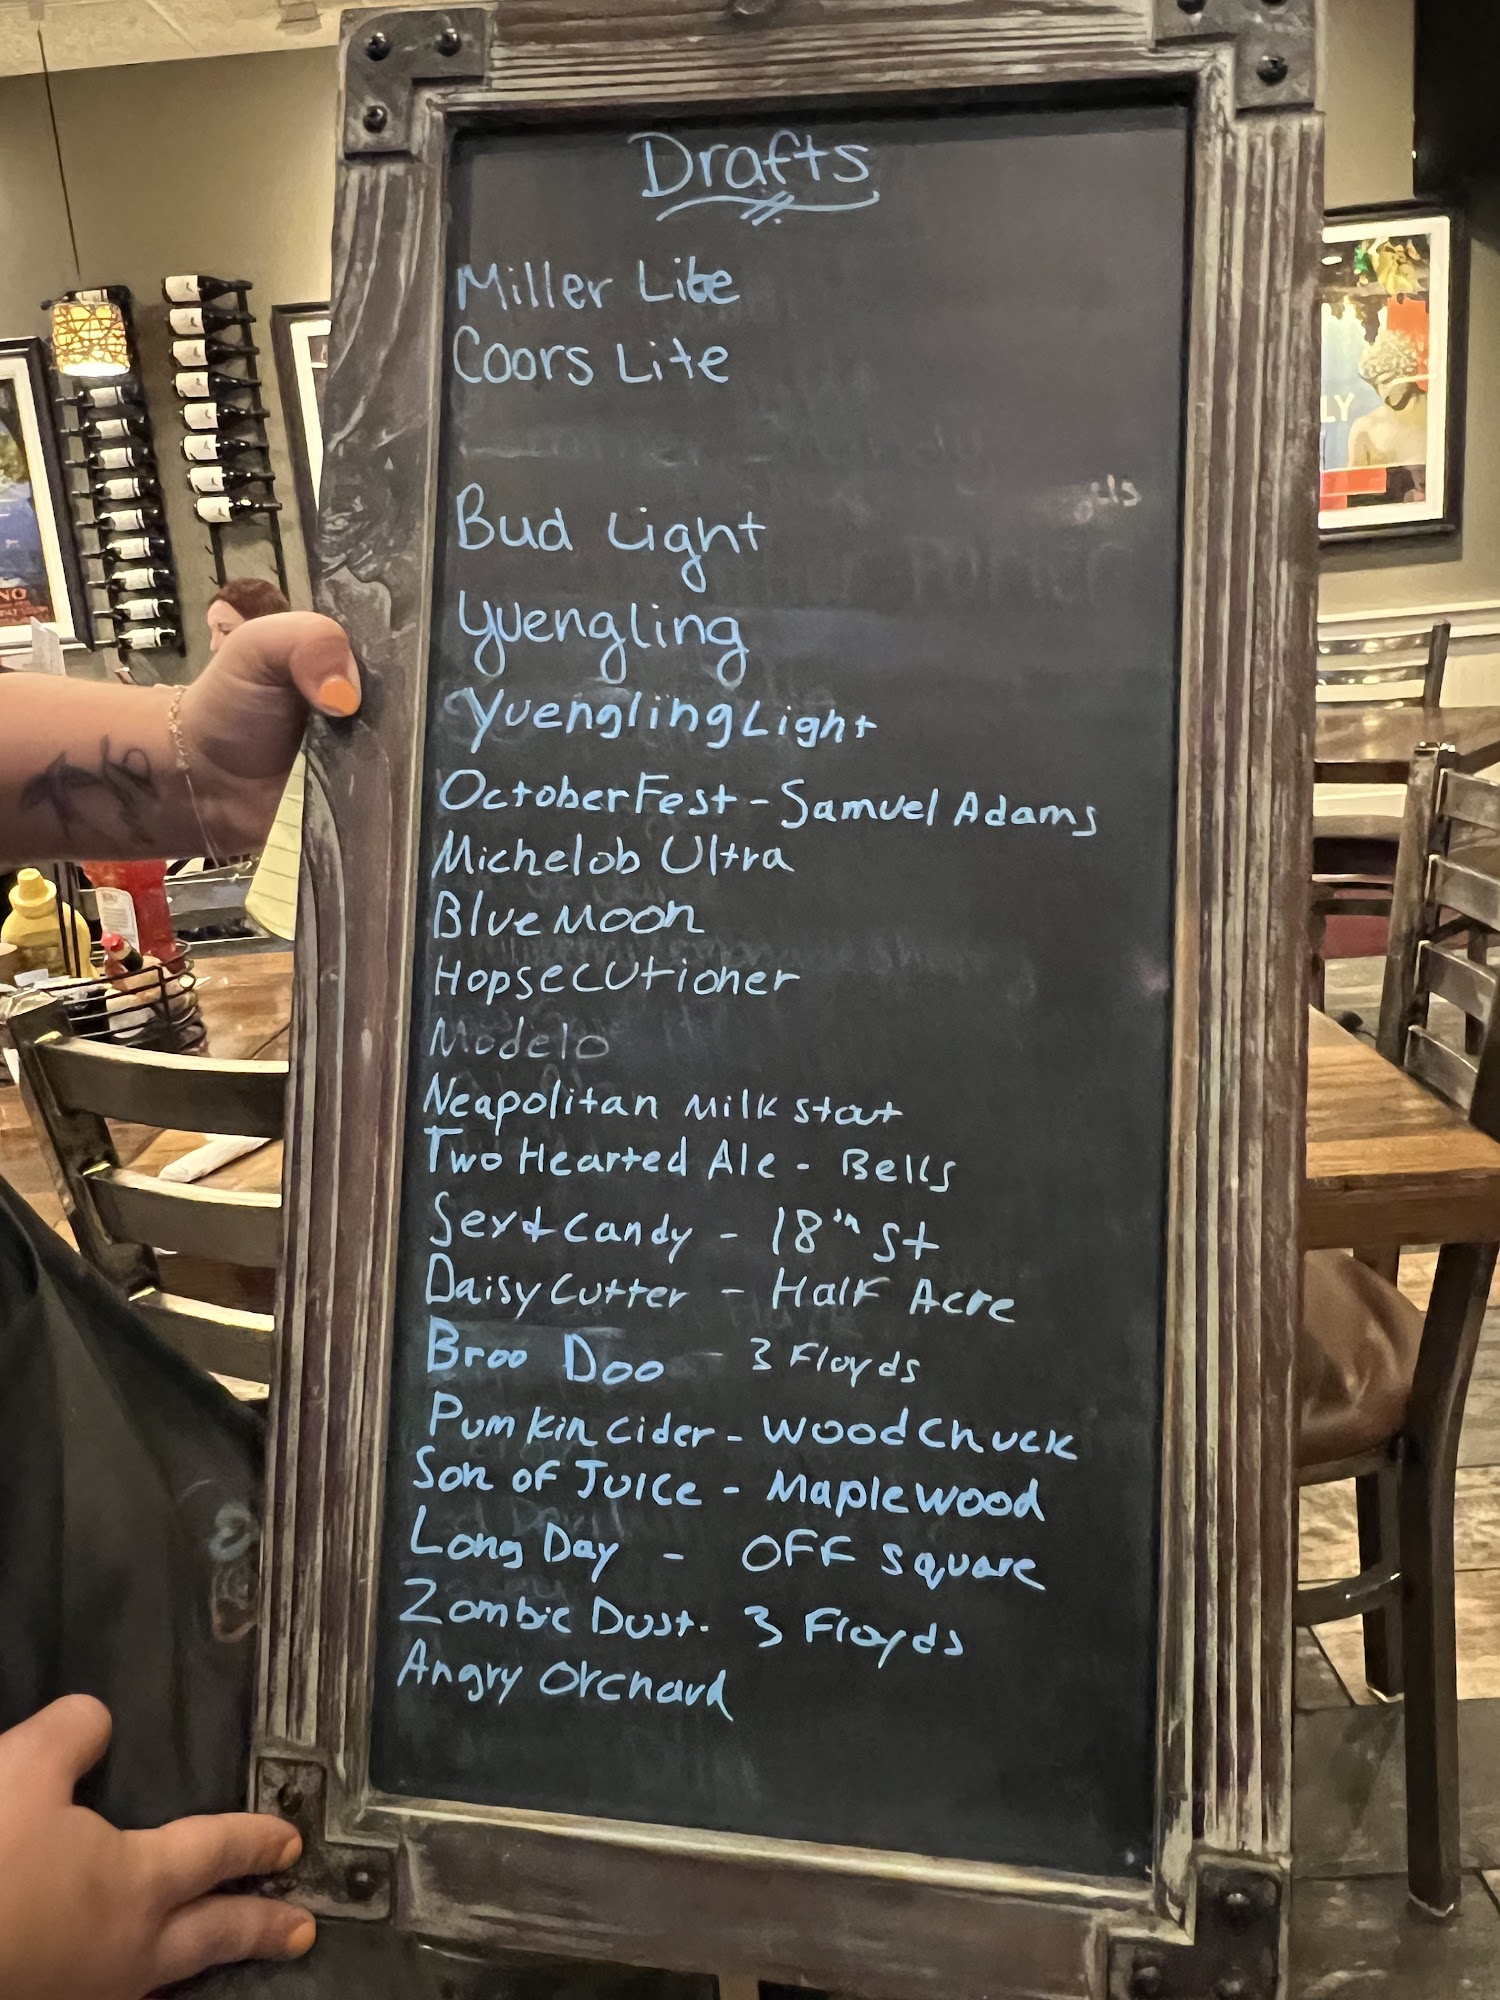 Drafts
Miller Lite
Coors Lite
Bud Light
Yuengling
Yuengling Light
OctoberFest - Samuel Adams
Michelob Ultra
Blue Moon
Hopsecutioner
Modelo
Neapolitan Milk Stout
Two Hearted Ale - Bells
Sex & Candy - 18th St
Daisy Cutter - Half Acre
Broo Doo - 3 Floyds
Pumkin Cider - Woodchuck
Son of Juice - Maplewood
Long Day - OFF Square
Zombie Dust - 3 Floyds
Angry Orchard
LY
NO